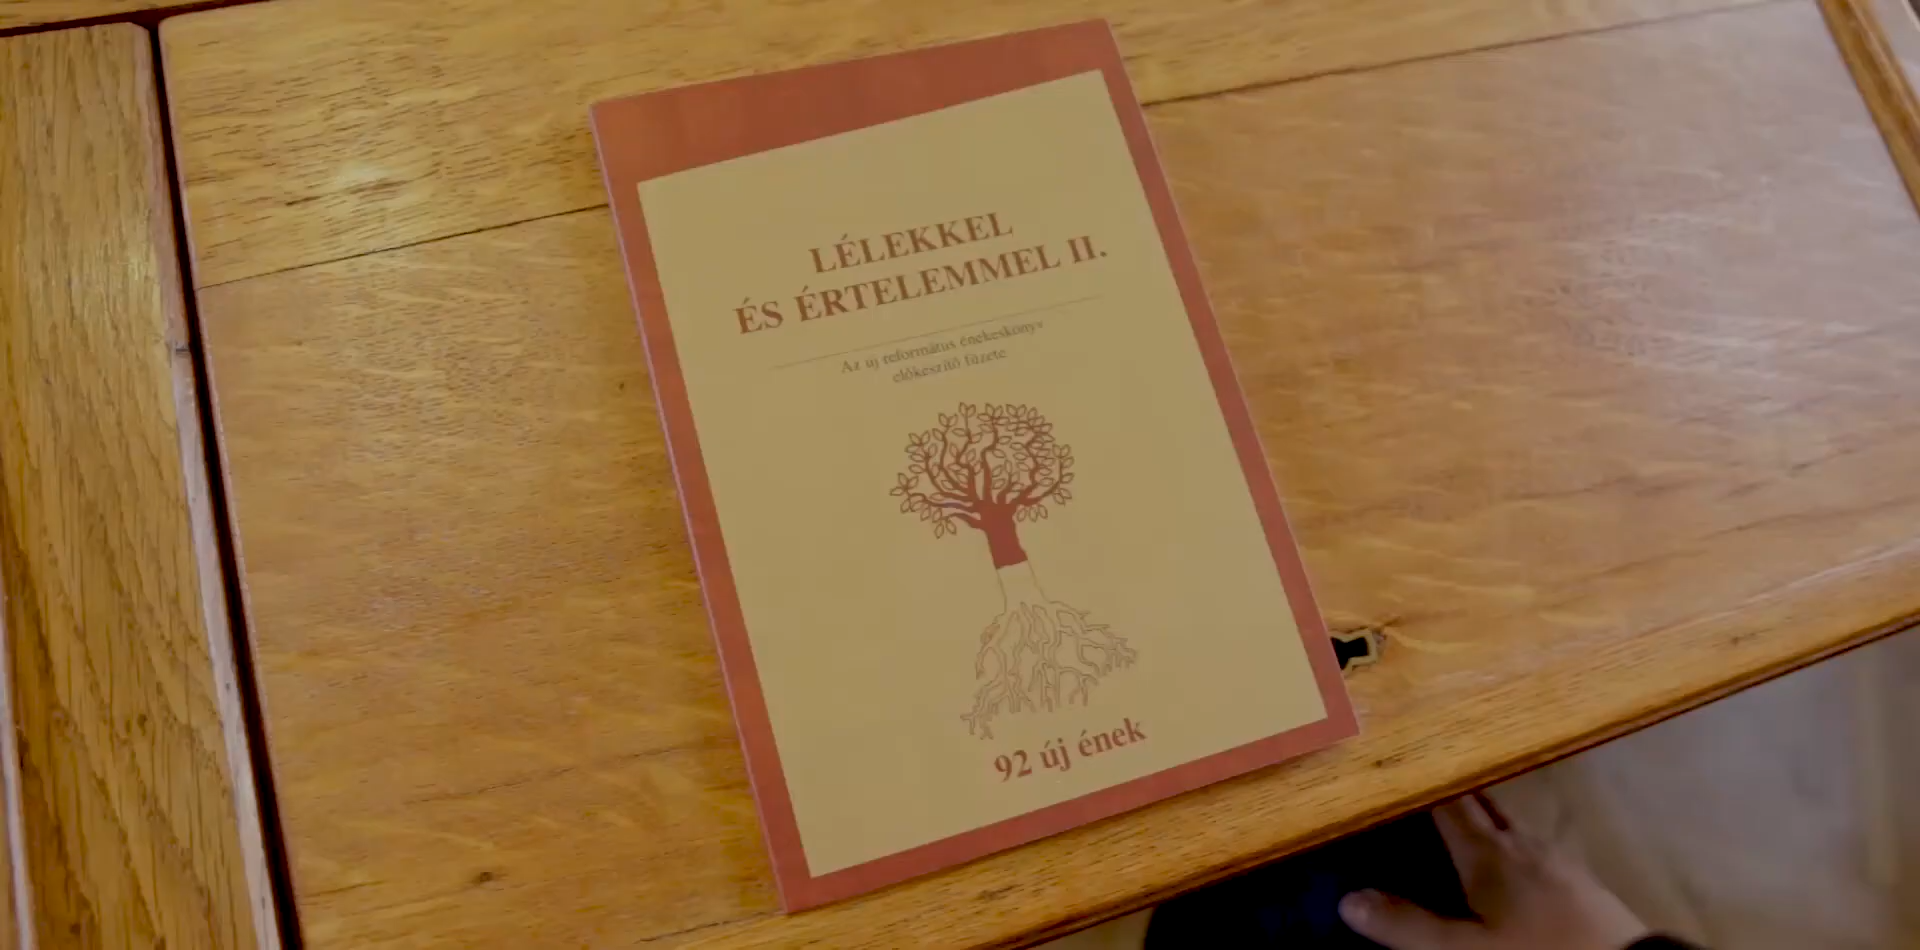 LÉLEKKEL
ÉS ÉRTELEMMEL II.
Az új református énekeskönyv
előkészítő füzete
92 új ének